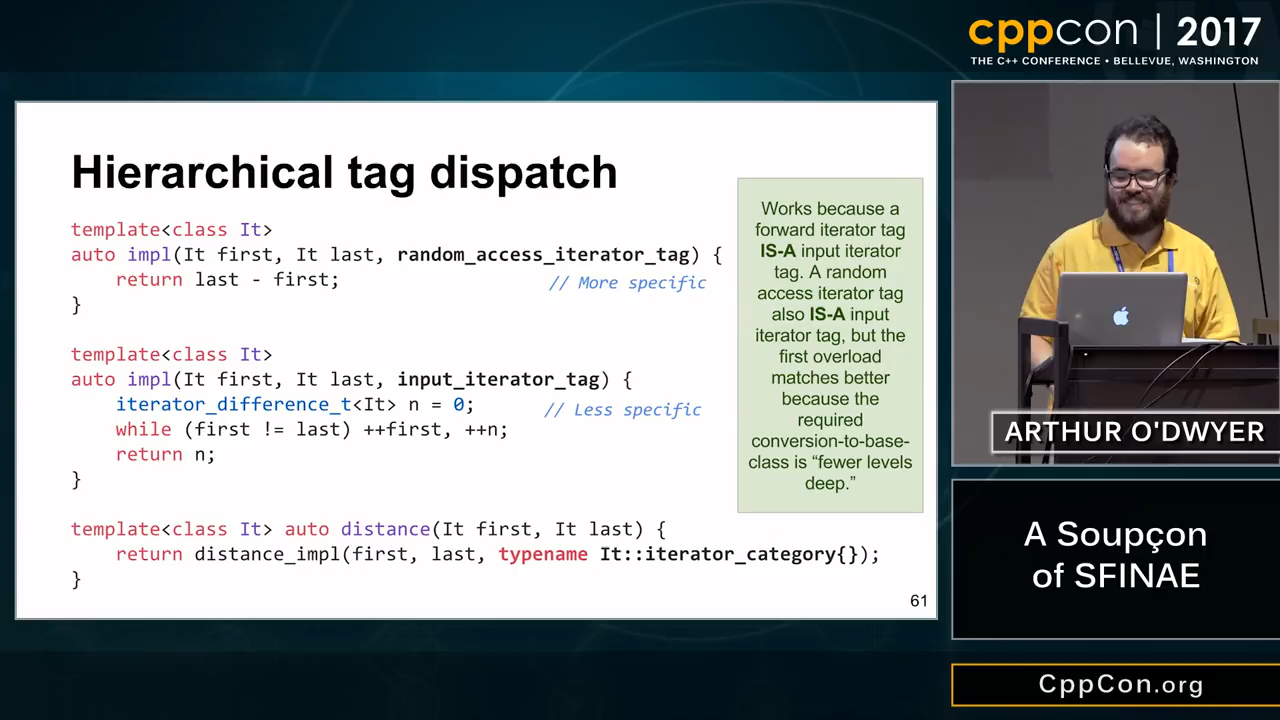 cppcon | 2017
THE C++ CONFERENCE • BELLEVUE, WASHINGTON
Hierarchical tag dispatch
template<class It>
auto impl(It first, It last, random_access_iterator_tag) {
    return last - first; // More specific
}
template<class It>
auto impl(It first, It last, input_iterator_tag) {
    iterator_difference_t<It> n = 0; // Less specific
    while (first != last) ++first, ++n;
    return n;
}
template<class It> auto distance(It first, It last) {
    return distance_impl(first, last, typename It::iterator_category{});
}
Works because a
forward iterator tag
IS-A input iterator
tag. A random
access iterator tag
also IS-A input
iterator tag, but the
first overload
matches better
because the
required
conversion-to-base-
class is “fewer levels
deep.”
61
ARTHUR O'DWYER
A Soupçon
of SFINAE
CppCon.org